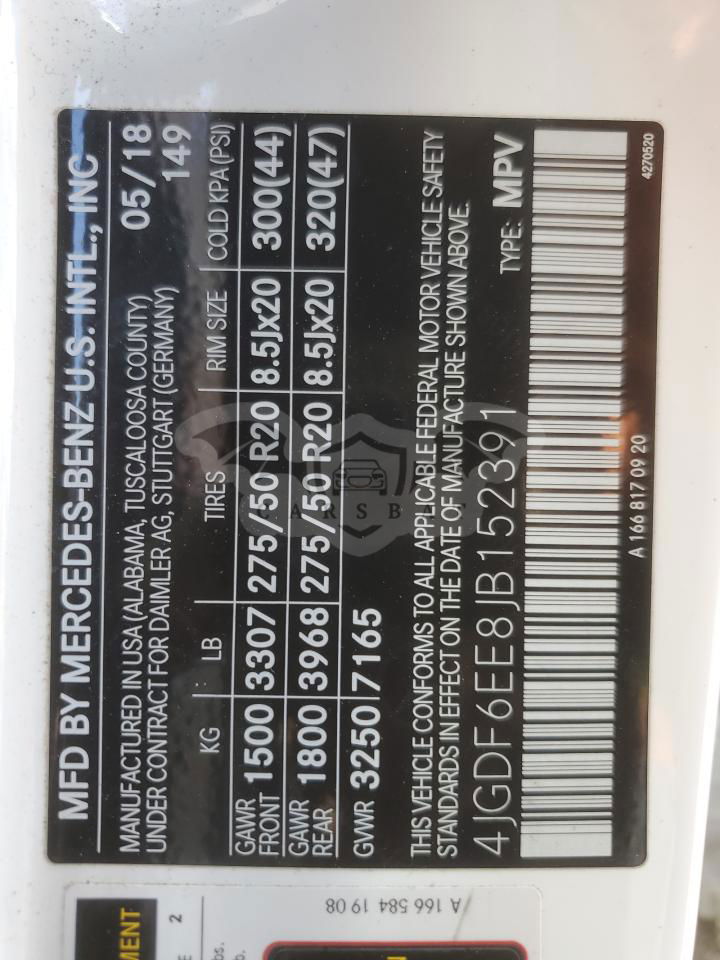 MFD BY MERCEDES-BENZ U.S. INTL., INC
MANUFACTURED IN USA (ALABAMA, TUSCALOOSA COUNTY) 05/18
UNDER CONTRACT FOR DAIMLER AG, STUTTGART (GERMANY) 149
KG LB TIRES RIM SIZE COLD KPA (PSI)
GAWR FRONT 1500 3307 275/50 R20 8.5Jx20 300(44)
GAWR REAR 1800 3968 275/50 R20 8.5Jx20 320(47)
GVWR 3250 7165
THIS VEHICLE CONFORMS TO ALL APPLICABLE FEDERAL MOTOR VEHICLE SAFETY
STANDARDS IN EFFECT ON THE DATE OF MANUFACTURE SHOWN ABOVE.
4JGDF6EE8JB152391 TYPE: MPV
A 166 817 09 20 4270520
CARSBAT
A 166 584 19 08
2